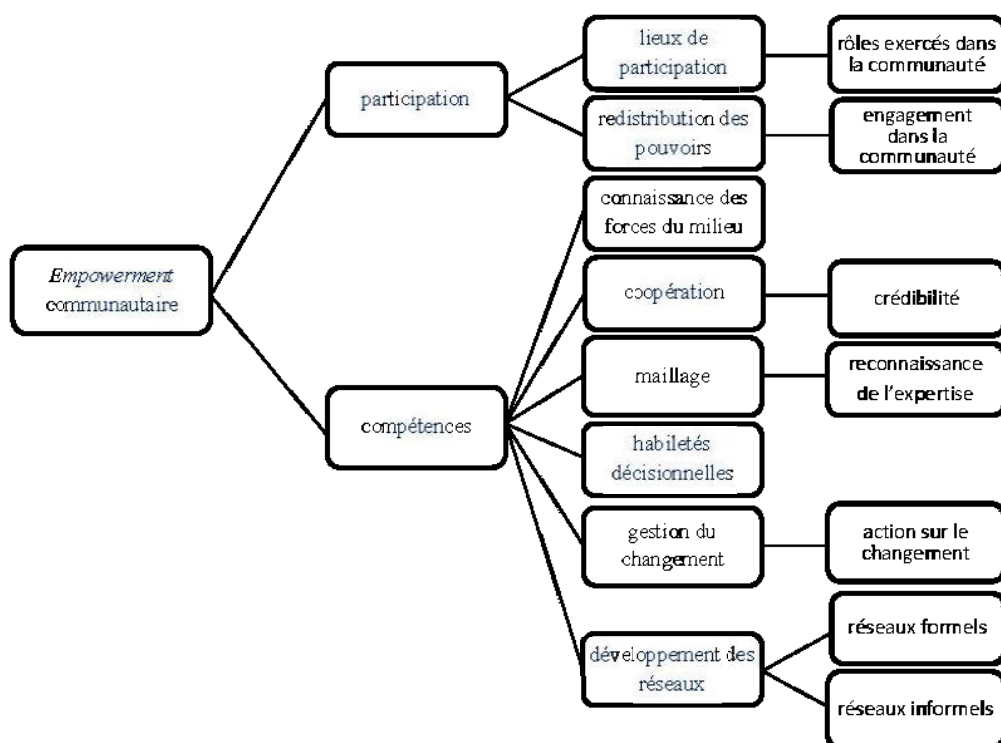 lieux de
participation
rôles exercés dans
la communauté
participation
redistribution des
pouvoirs
engagement
dans la
communauté
connaissance des
forces du milieu
Empowerment
communautaire
coopération
crédibilité
maillage
reconnaissance
de l'expertise
compétences
habiletés
décisionnelles
gestion du
changement
action sur le
changement
développement des
réseaux
réseaux formels
réseaux informels